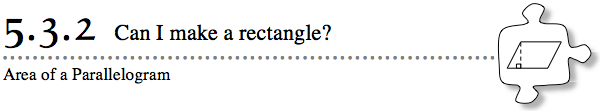 5.3.2 Can I make a rectangle?
Area of a Parallelogram